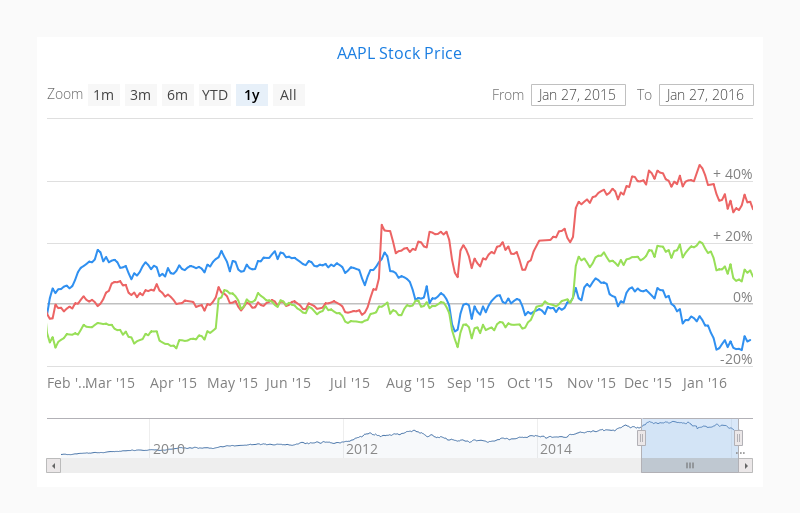 AAPL Stock Price
Zoom 1m 3m 6m YTD 1y All From Jan 27, 2015 To Jan 27, 2016
+ 40%
+ 20%
0%
-20%
Feb '.. Mar '15 Apr '15 May '15 Jun '15 Jul '15 Aug '15 Sep '15 Oct '15 Nov '15 Dec '15 Jan '16
2010 2012 2014 ...